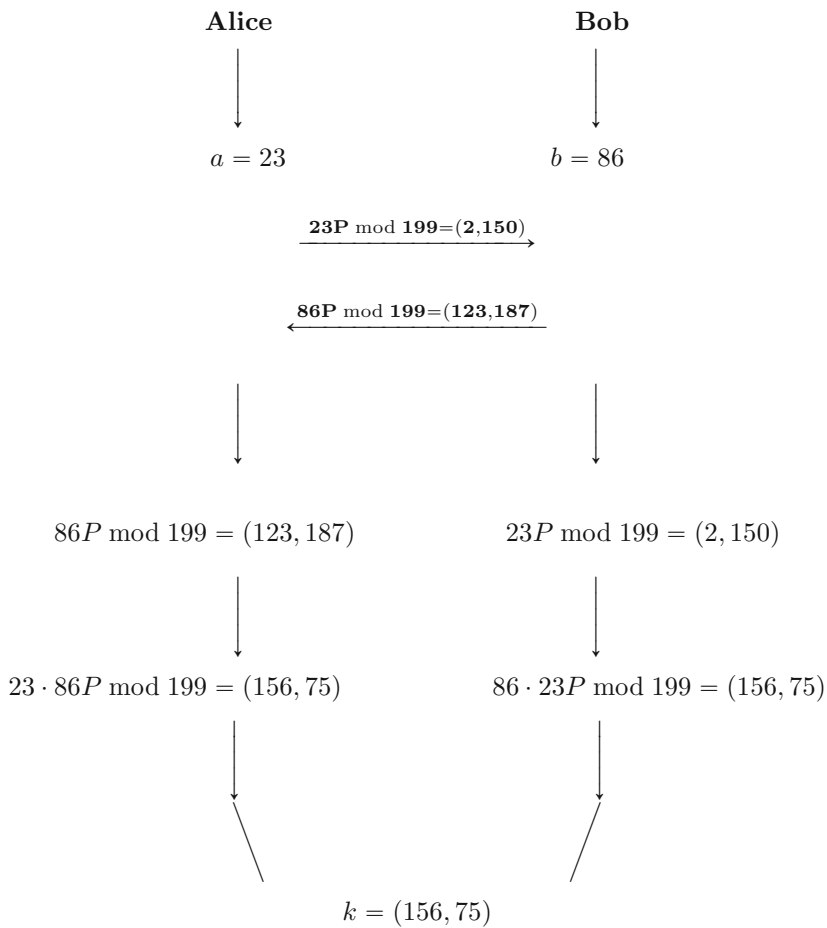 Alice Bob
a = 23 b = 86
23P mod 199=(2,150)
86P mod 199=(123,187)
86P mod 199 = (123, 187) 23P mod 199 = (2, 150)
23 · 86P mod 199 = (156, 75) 86 · 23P mod 199 = (156, 75)
k = (156, 75)